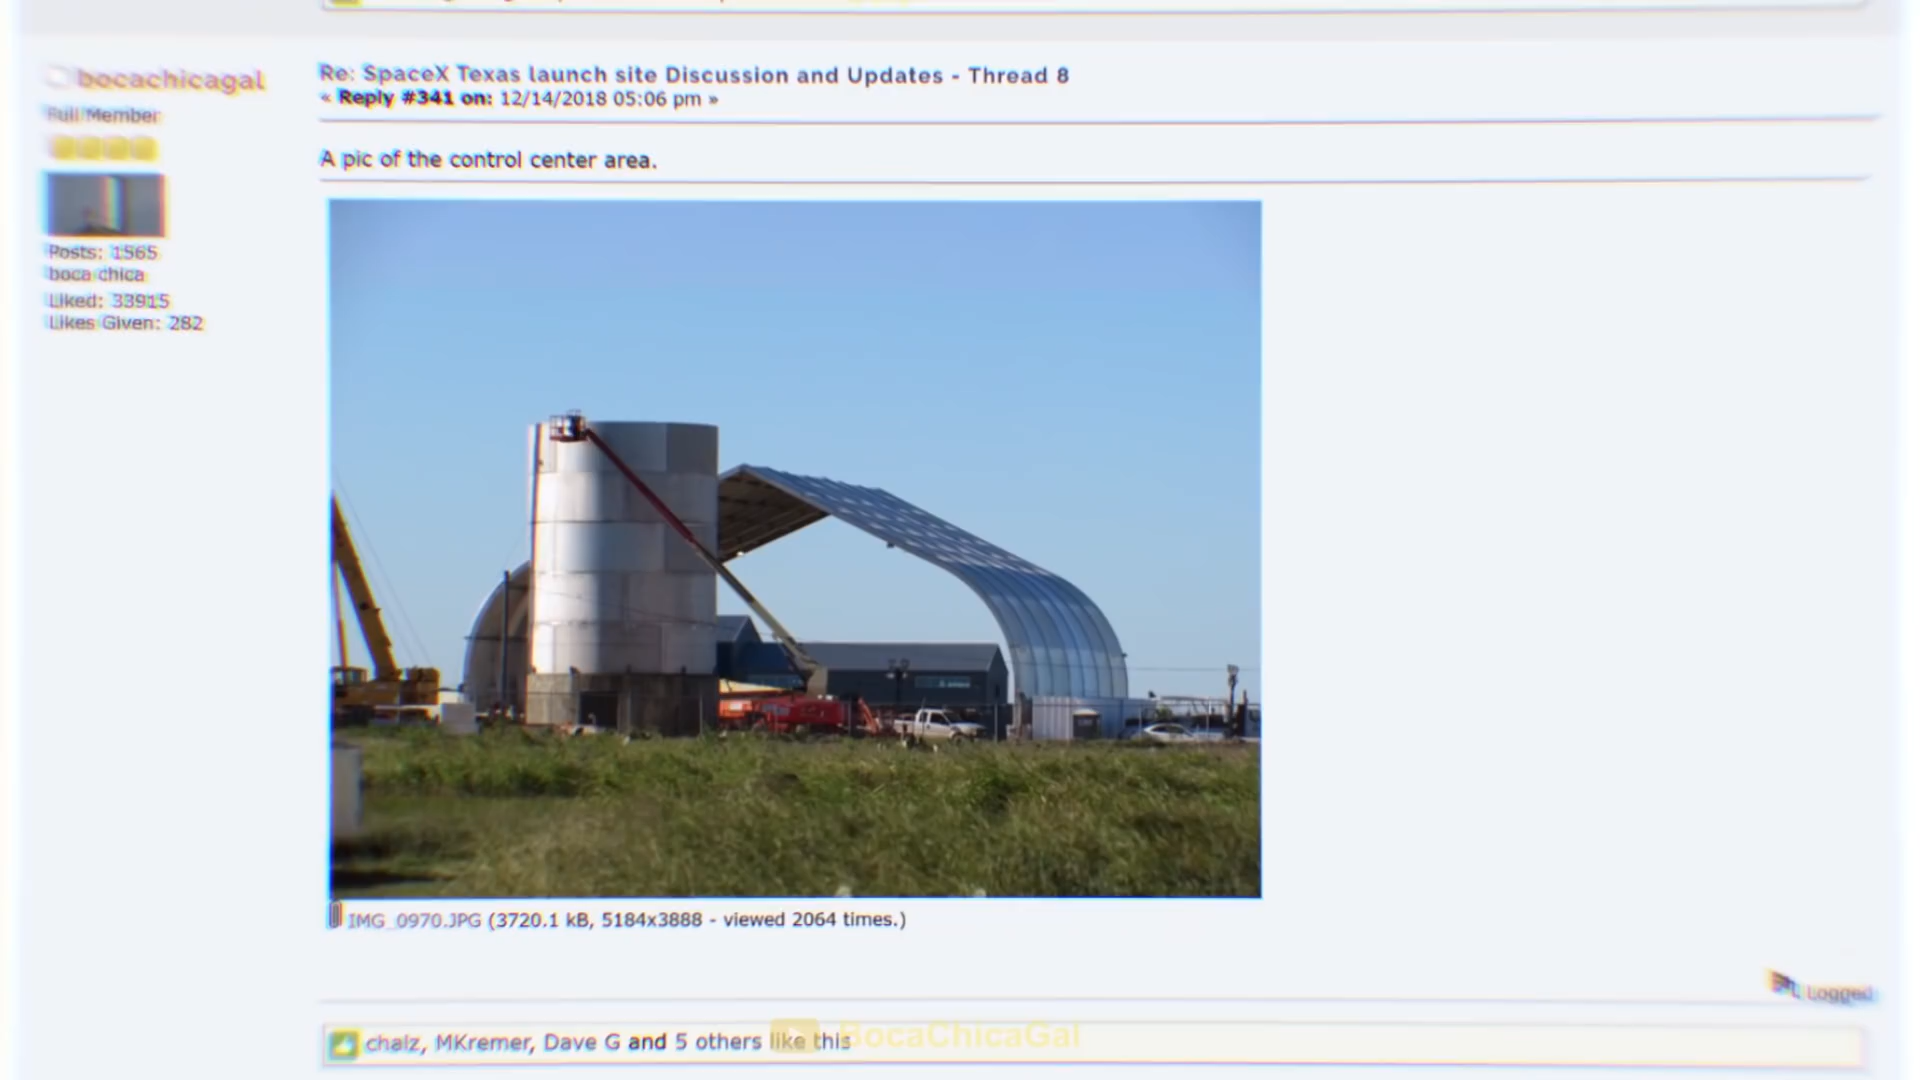 bocachicagal
Full Member
Posts: 1565
boca chica
Liked: 33915
Likes Given: 282
Re: SpaceX Texas launch site Discussion and Updates - Thread 8
« Reply #341 on: 12/14/2018 05:06 pm »
A pic of the control center area.
IMG_0970.JPG (3720.1 kB, 5184x3888 - viewed 2064 times.)
Logged
chalz, MKremer, Dave G and 5 others like this
BocaChicaGal